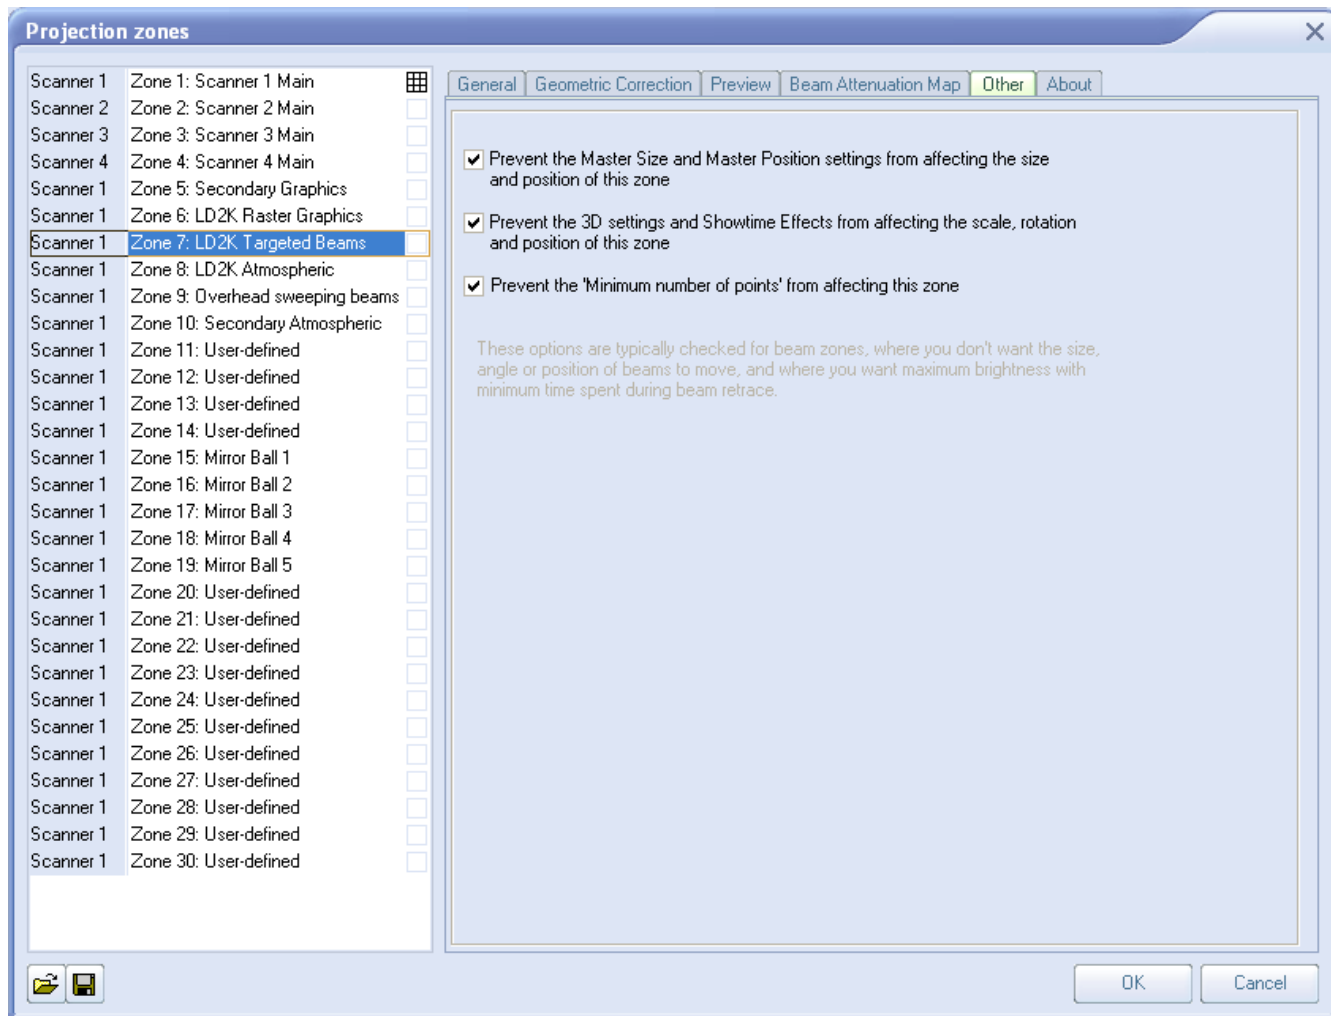 Projection zones
Scanner 1 Zone 1: Scanner 1 Main
Scanner 2 Zone 2: Scanner 2 Main
Scanner 3 Zone 3: Scanner 3 Main
Scanner 4 Zone 4: Scanner 4 Main
Scanner 1 Zone 5: Secondary Graphics
Scanner 1 Zone 6: LD2K Raster Graphics
Scanner 1 Zone 7: LD2K Targeted Beams
Scanner 1 Zone 8: LD2K Atmospheric
Scanner 1 Zone 9: Overhead sweeping beams
Scanner 1 Zone 10: Secondary Atmospheric
Scanner 1 Zone 11: User-defined
Scanner 1 Zone 12: User-defined
Scanner 1 Zone 13: User-defined
Scanner 1 Zone 14: User-defined
Scanner 1 Zone 15: Mirror Ball 1
Scanner 1 Zone 16: Mirror Ball 2
Scanner 1 Zone 17: Mirror Ball 3
Scanner 1 Zone 18: Mirror Ball 4
Scanner 1 Zone 19: Mirror Ball 5
Scanner 1 Zone 20: User-defined
Scanner 1 Zone 21: User-defined
Scanner 1 Zone 22: User-defined
Scanner 1 Zone 23: User-defined
Scanner 1 Zone 24: User-defined
Scanner 1 Zone 25: User-defined
Scanner 1 Zone 26: User-defined
Scanner 1 Zone 27: User-defined
Scanner 1 Zone 28: User-defined
Scanner 1 Zone 29: User-defined
Scanner 1 Zone 30: User-defined
General Geometric Correction Preview Beam Attenuation Map Other About
Prevent the Master Size and Master Position settings from affecting the size
and position of this zone
Prevent the 3D settings and Showtime Effects from affecting the scale, rotation
and position of this zone
Prevent the 'Minimum number of points' from affecting this zone
These options are typically checked for beam zones, where you don't want the size,
angle or position of beams to move, and where you want maximum brightness with
minimum time spent during beam retrace.
OK Cancel